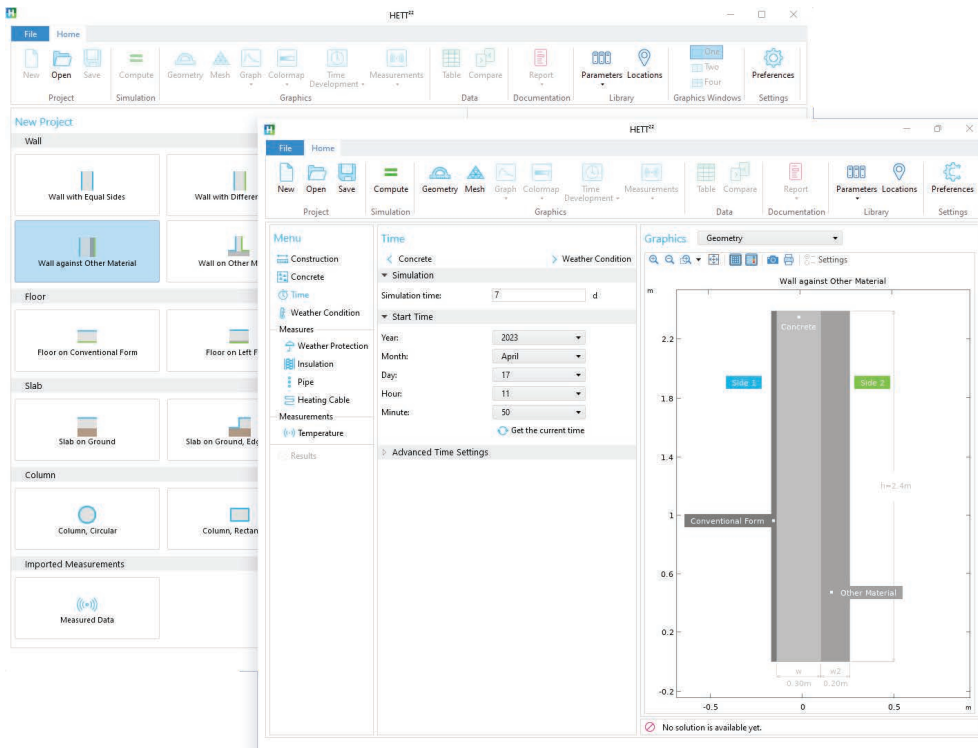 HETT²²
File Home
New Open Save Compute Geometry Mesh Graph Colormap Time Development Measurements Table Compare Report Parameters Locations One Two Four Preferences
Project Simulation Graphics Data Documentation Library Graphics Windows Settings
New Project
Wall
Wall with Equal Sides
Wall with Differen
Wall against Other Material
Wall on Other M
Floor
Floor on Conventional Form
Floor on Left F
Slab
Slab on Ground
Slab on Ground, Edg
Column
Column, Circular
Column, Rectan
Imported Measurements
Measured Data
HETT²²
File Home
New Open Save Compute Geometry Mesh Graph Colormap Time Development Measurements Table Compare Report Parameters Locations Preferences
Project Simulation Graphics Data Documentation Library Settings
Menu
Construction
Concrete
Time
Weather Condition
Measures
Weather Protection
Insulation
Pipe
Heating Cable
Measurements
Temperature
Results
Time
Concrete Weather Condition
Simulation
Simulation time: 7 d
Start Time
Year: 2023
Month: April
Day: 17
Hour: 11
Minute: 50
Get the current time
Advanced Time Settings
Graphics Geometry
Settings
m
Wall against Other Material
Concrete
2.2
Side 1 Side 2
1.8
1.4
h=2.4m
1
Conventional Form
0.6
Other Material
0.2
w w2
0.30m 0.20m
-0.2
-0.5 0 0.5 m
No solution is available yet.